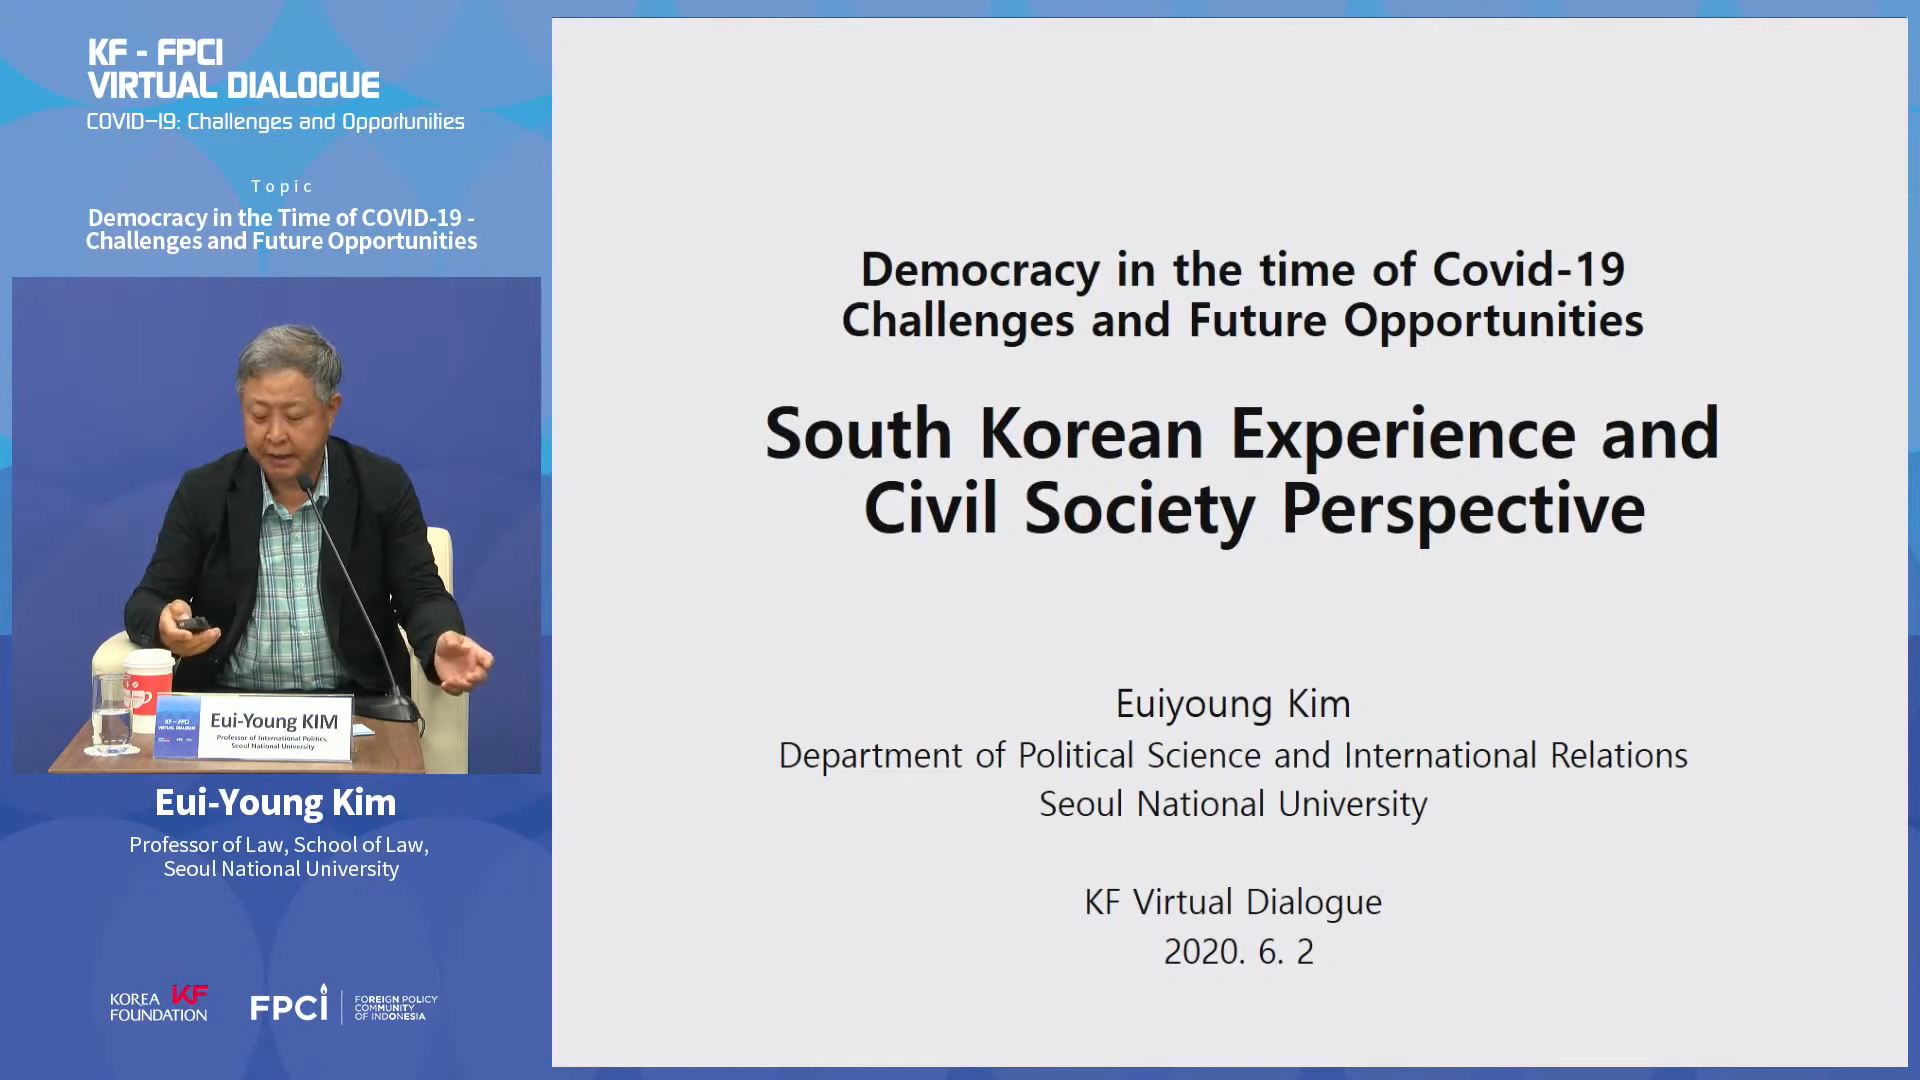 KF - FPCI
VIRTUAL DIALOGUE
COVID-19: Challenges and Opportunities
Topic
Democracy in the Time of COVID-19 -
Challenges and Future Opportunities
KF - FPCI
VIRTUAL DIALOGUE
Eui-Young KIM
Professor of International Politics,
Seoul National University
Eui-Young Kim
Professor of Law, School of Law,
Seoul National University
KOREA KF
FOUNDATION
FPCI
FOREIGN POLICY
COMMUNITY
OF INDONESIA
Democracy in the time of Covid-19
Challenges and Future Opportunities
South Korean Experience and
Civil Society Perspective
Euiyoung Kim
Department of Political Science and International Relations
Seoul National University
KF Virtual Dialogue
2020. 6. 2